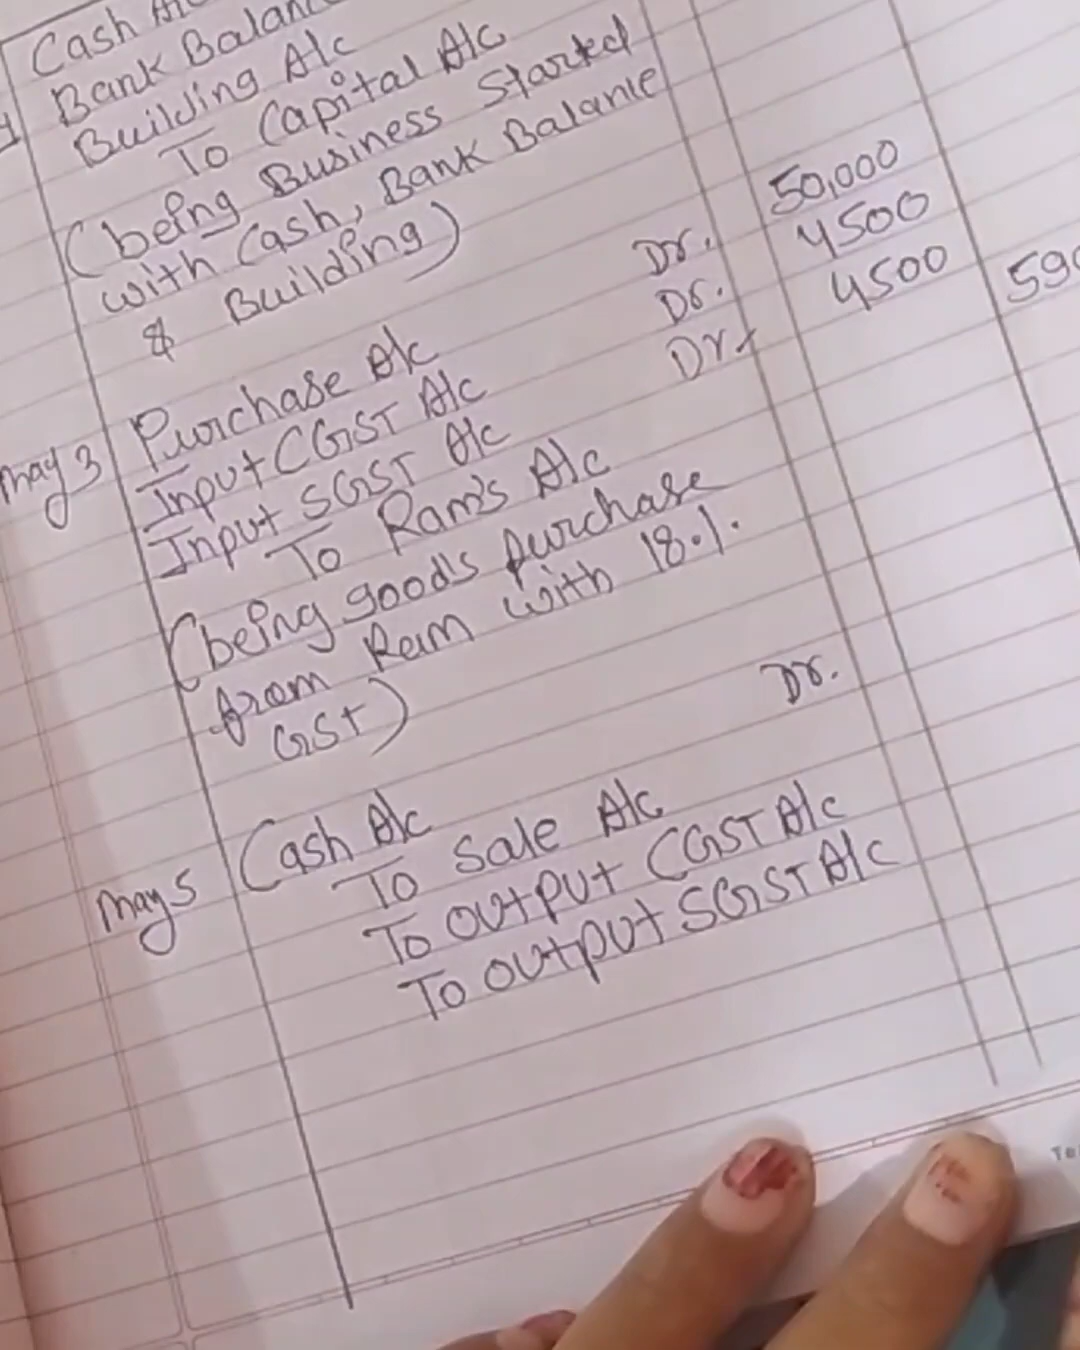 Cash A/c
Bank Balance
Building A/c
To Capital A/c
(being Business Started
with Cash, Bank Balance
& Building)
May 3 Purchase A/c Dr. 50,000
Input CGST A/c Dr. 4500
Input SGST A/c Dr. 4500
To Ram's A/c 590
(being goods purchase
from Ram with 18%
GST)
May 5 Cash A/c Dr.
To Sale A/c
To output CGST A/c
To output SGST A/c